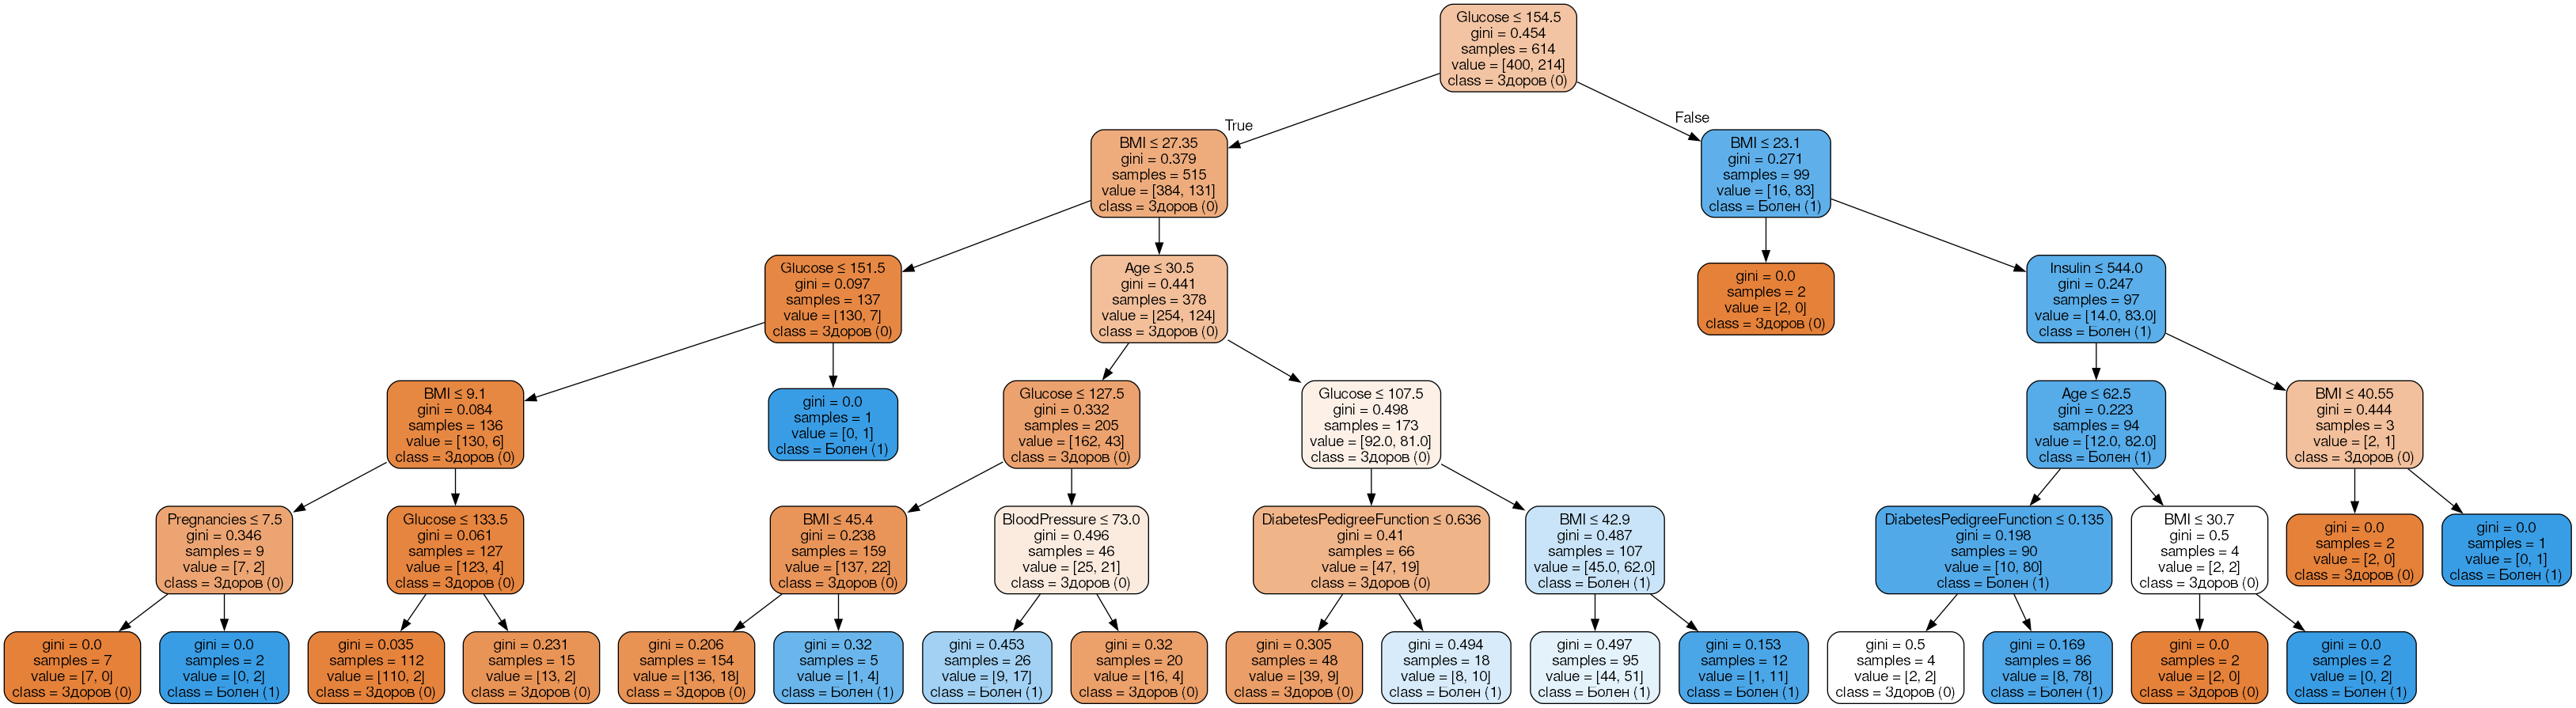 Glucose ≤ 154.5
gini = 0.454
samples = 614
value = [400, 214]
class = Здоров (0)
True
False
BMI ≤ 27.35
gini = 0.379
samples = 515
value = [384, 131]
class = Здоров (0)
BMI ≤ 23.1
gini = 0.271
samples = 99
value = [16, 83]
class = Болен (1)
Glucose ≤ 151.5
gini = 0.097
samples = 137
value = [130, 7]
class = Здоров (0)
Age ≤ 30.5
gini = 0.441
samples = 378
value = [254, 124]
class = Здоров (0)
gini = 0.0
samples = 2
value = [2, 0]
class = Здоров (0)
Insulin ≤ 544.0
gini = 0.247
samples = 97
value = [14.0, 83.0]
class = Болен (1)
BMI ≤ 9.1
gini = 0.084
samples = 136
value = [130, 6]
class = Здоров (0)
gini = 0.0
samples = 1
value = [0, 1]
class = Болен (1)
Glucose ≤ 127.5
gini = 0.332
samples = 205
value = [162, 43]
class = Здоров (0)
Glucose ≤ 107.5
gini = 0.498
samples = 173
value = [92.0, 81.0]
class = Здоров (0)
Age ≤ 62.5
gini = 0.223
samples = 94
value = [12.0, 82.0]
class = Болен (1)
BMI ≤ 40.55
gini = 0.444
samples = 3
value = [2, 1]
class = Здоров (0)
Pregnancies ≤ 7.5
gini = 0.346
samples = 9
value = [7, 2]
class = Здоров (0)
Glucose ≤ 133.5
gini = 0.061
samples = 127
value = [123, 4]
class = Здоров (0)
BMI ≤ 45.4
gini = 0.238
samples = 159
value = [137, 22]
class = Здоров (0)
BloodPressure ≤ 73.0
gini = 0.496
samples = 46
value = [25, 21]
class = Здоров (0)
DiabetesPedigreeFunction ≤ 0.636
gini = 0.41
samples = 66
value = [47, 19]
class = Здоров (0)
BMI ≤ 42.9
gini = 0.487
samples = 107
value = [45.0, 62.0]
class = Болен (1)
DiabetesPedigreeFunction ≤ 0.135
gini = 0.198
samples = 90
value = [10, 80]
class = Болен (1)
BMI ≤ 30.7
gini = 0.5
samples = 4
value = [2, 2]
class = Здоров (0)
gini = 0.0
samples = 2
value = [2, 0]
class = Здоров (0)
gini = 0.0
samples = 1
value = [0, 1]
class = Болен (1)
gini = 0.0
samples = 7
value = [7, 0]
class = Здоров (0)
gini = 0.0
samples = 2
value = [0, 2]
class = Болен (1)
gini = 0.035
samples = 112
value = [110, 2]
class = Здоров (0)
gini = 0.231
samples = 15
value = [13, 2]
class = Здоров (0)
gini = 0.206
samples = 154
value = [136, 18]
class = Здоров (0)
gini = 0.32
samples = 5
value = [1, 4]
class = Болен (1)
gini = 0.453
samples = 26
value = [9, 17]
class = Болен (1)
gini = 0.32
samples = 20
value = [16, 4]
class = Здоров (0)
gini = 0.305
samples = 48
value = [39, 9]
class = Здоров (0)
gini = 0.494
samples = 18
value = [8, 10]
class = Болен (1)
gini = 0.497
samples = 95
value = [44, 51]
class = Болен (1)
gini = 0.153
samples = 12
value = [1, 11]
class = Болен (1)
gini = 0.5
samples = 4
value = [2, 2]
class = Здоров (0)
gini = 0.169
samples = 86
value = [8, 78]
class = Болен (1)
gini = 0.0
samples = 2
value = [2, 0]
class = Здоров (0)
gini = 0.0
samples = 2
value = [0, 2]
class = Болен (1)